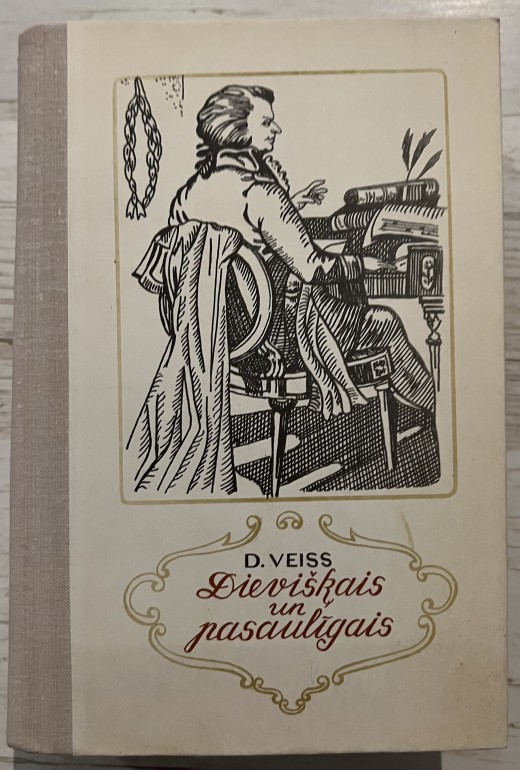 D. VEISS
Dieviškais
un
pasaulīgais